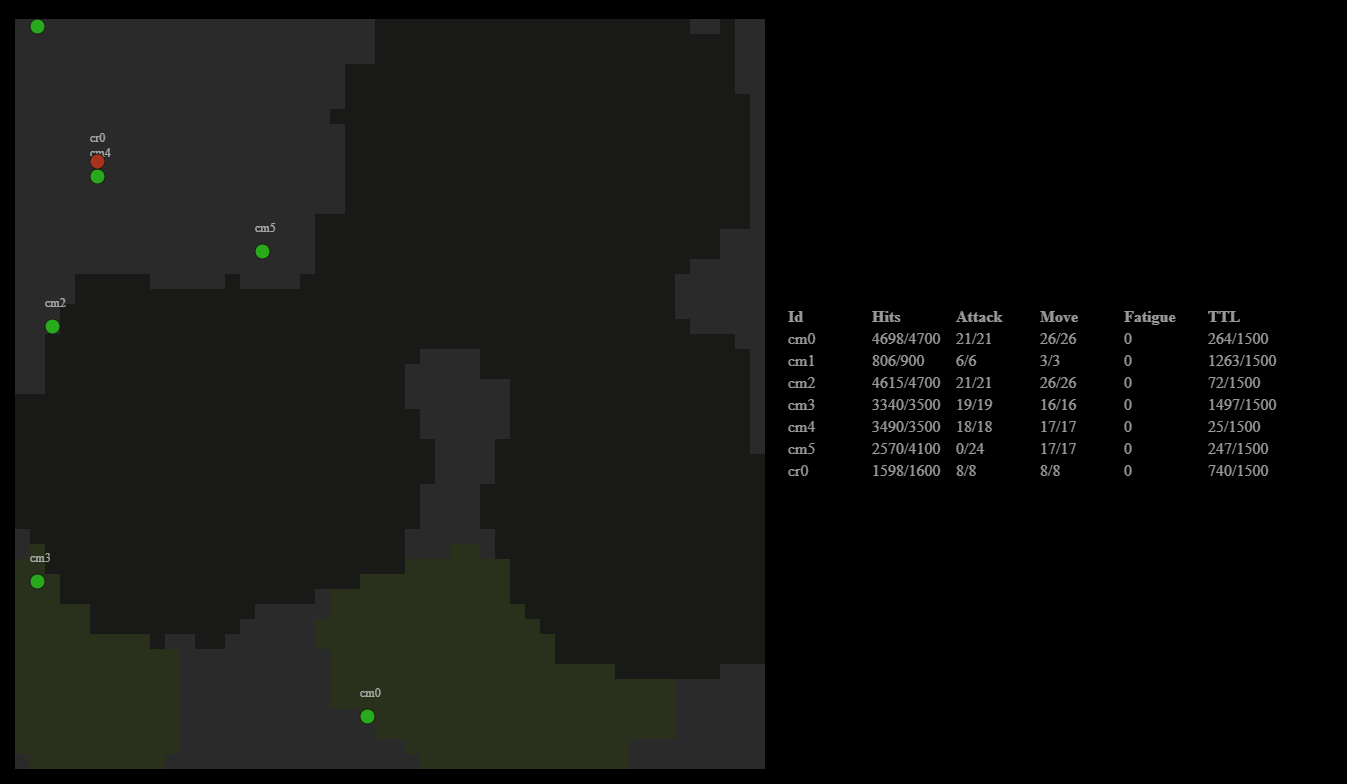 cr0
cm4
cm5
cm2
cm3
cm0
Id Hits Attack Move Fatigue TTL
cm0 4698/4700 21/21 26/26 0 264/1500
cm1 806/900 6/6 3/3 0 1263/1500
cm2 4615/4700 21/21 26/26 0 72/1500
cm3 3340/3500 19/19 16/16 0 1497/1500
cm4 3490/3500 18/18 17/17 0 25/1500
cm5 2570/4100 0/24 17/17 0 247/1500
cr0 1598/1600 8/8 8/8 0 740/1500